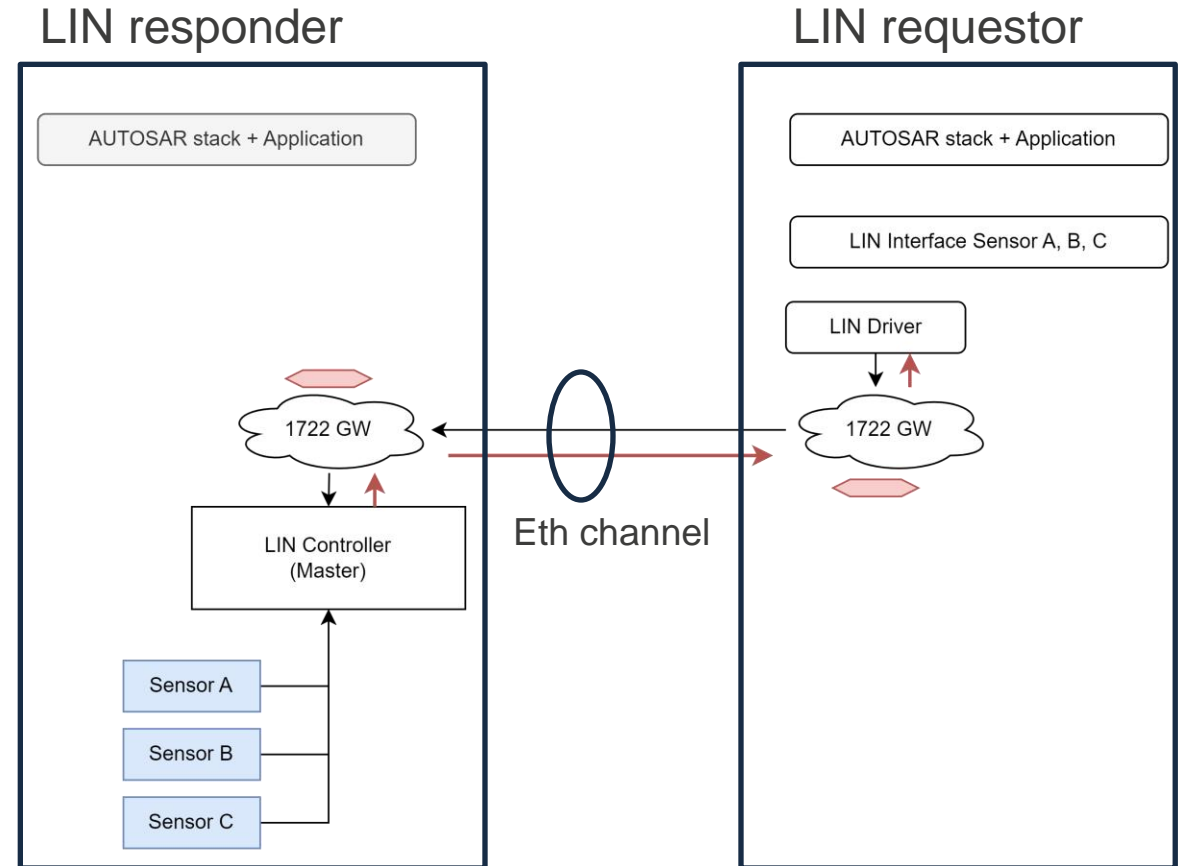 LIN responder
LIN requestor
AUTOSAR stack + Application
AUTOSAR stack + Application
LIN Interface Sensor A, B, C
LIN Driver
1722 GW
1722 GW
Eth channel
LIN Controller
(Master)
Sensor A
Sensor B
Sensor C